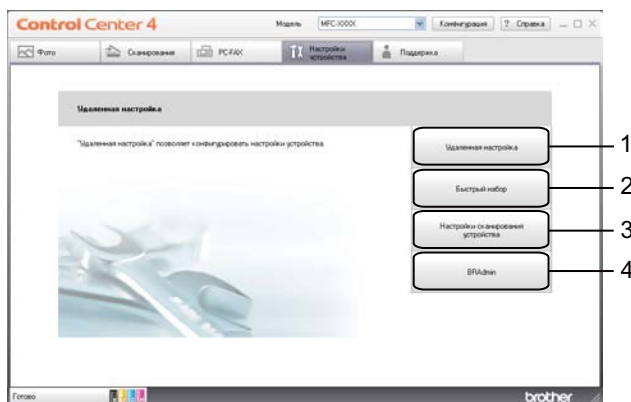 Control Center 4
Модель MFC-XXXX Конфигурация ? Справка
Фото Сканирование PC-FAX Настройки устройства Поддержка
Удаленная настройка
"Удаленная настройка" позволяет конфигурировать настройки устройства
Удаленная настройка 1
Быстрый набор 2
Настройки сканирования
устройства 3
BRAdmin 4
Готово
brother